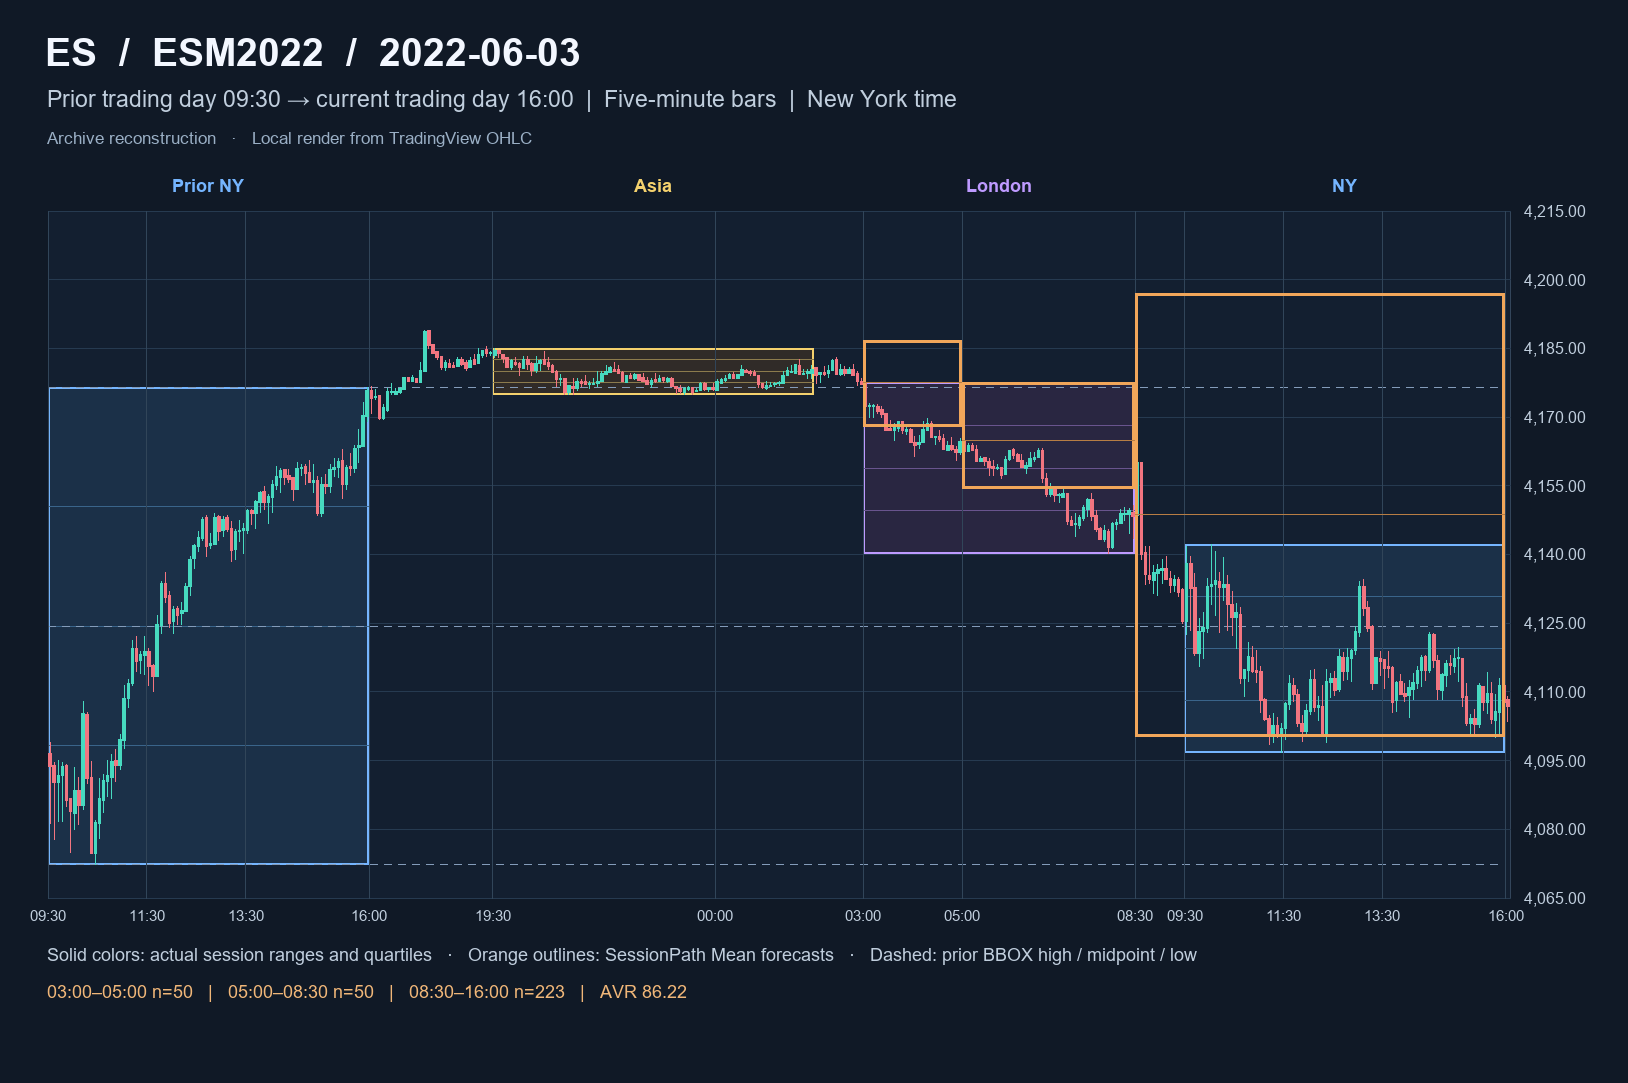 ES / ESM2022 / 2022-06-03
Prior trading day 09:30 → current trading day 16:00 | Five-minute bars | New York time
Archive reconstruction · Local render from TradingView OHLC
Prior NY Asia London NY
4,215.00
4,200.00
4,185.00
4,170.00
4,155.00
4,140.00
4,125.00
4,110.00
4,095.00
4,080.00
4,065.00
09:30 11:30 13:30 16:00 19:30 00:00 03:00 05:00 08:30 09:30 11:30 13:30 16:00
Solid colors: actual session ranges and quartiles · Orange outlines: SessionPath Mean forecasts · Dashed: prior BBOX high / midpoint / low
03:00–05:00 n=50 | 05:00–08:30 n=50 | 08:30–16:00 n=223 | AVR 86.22